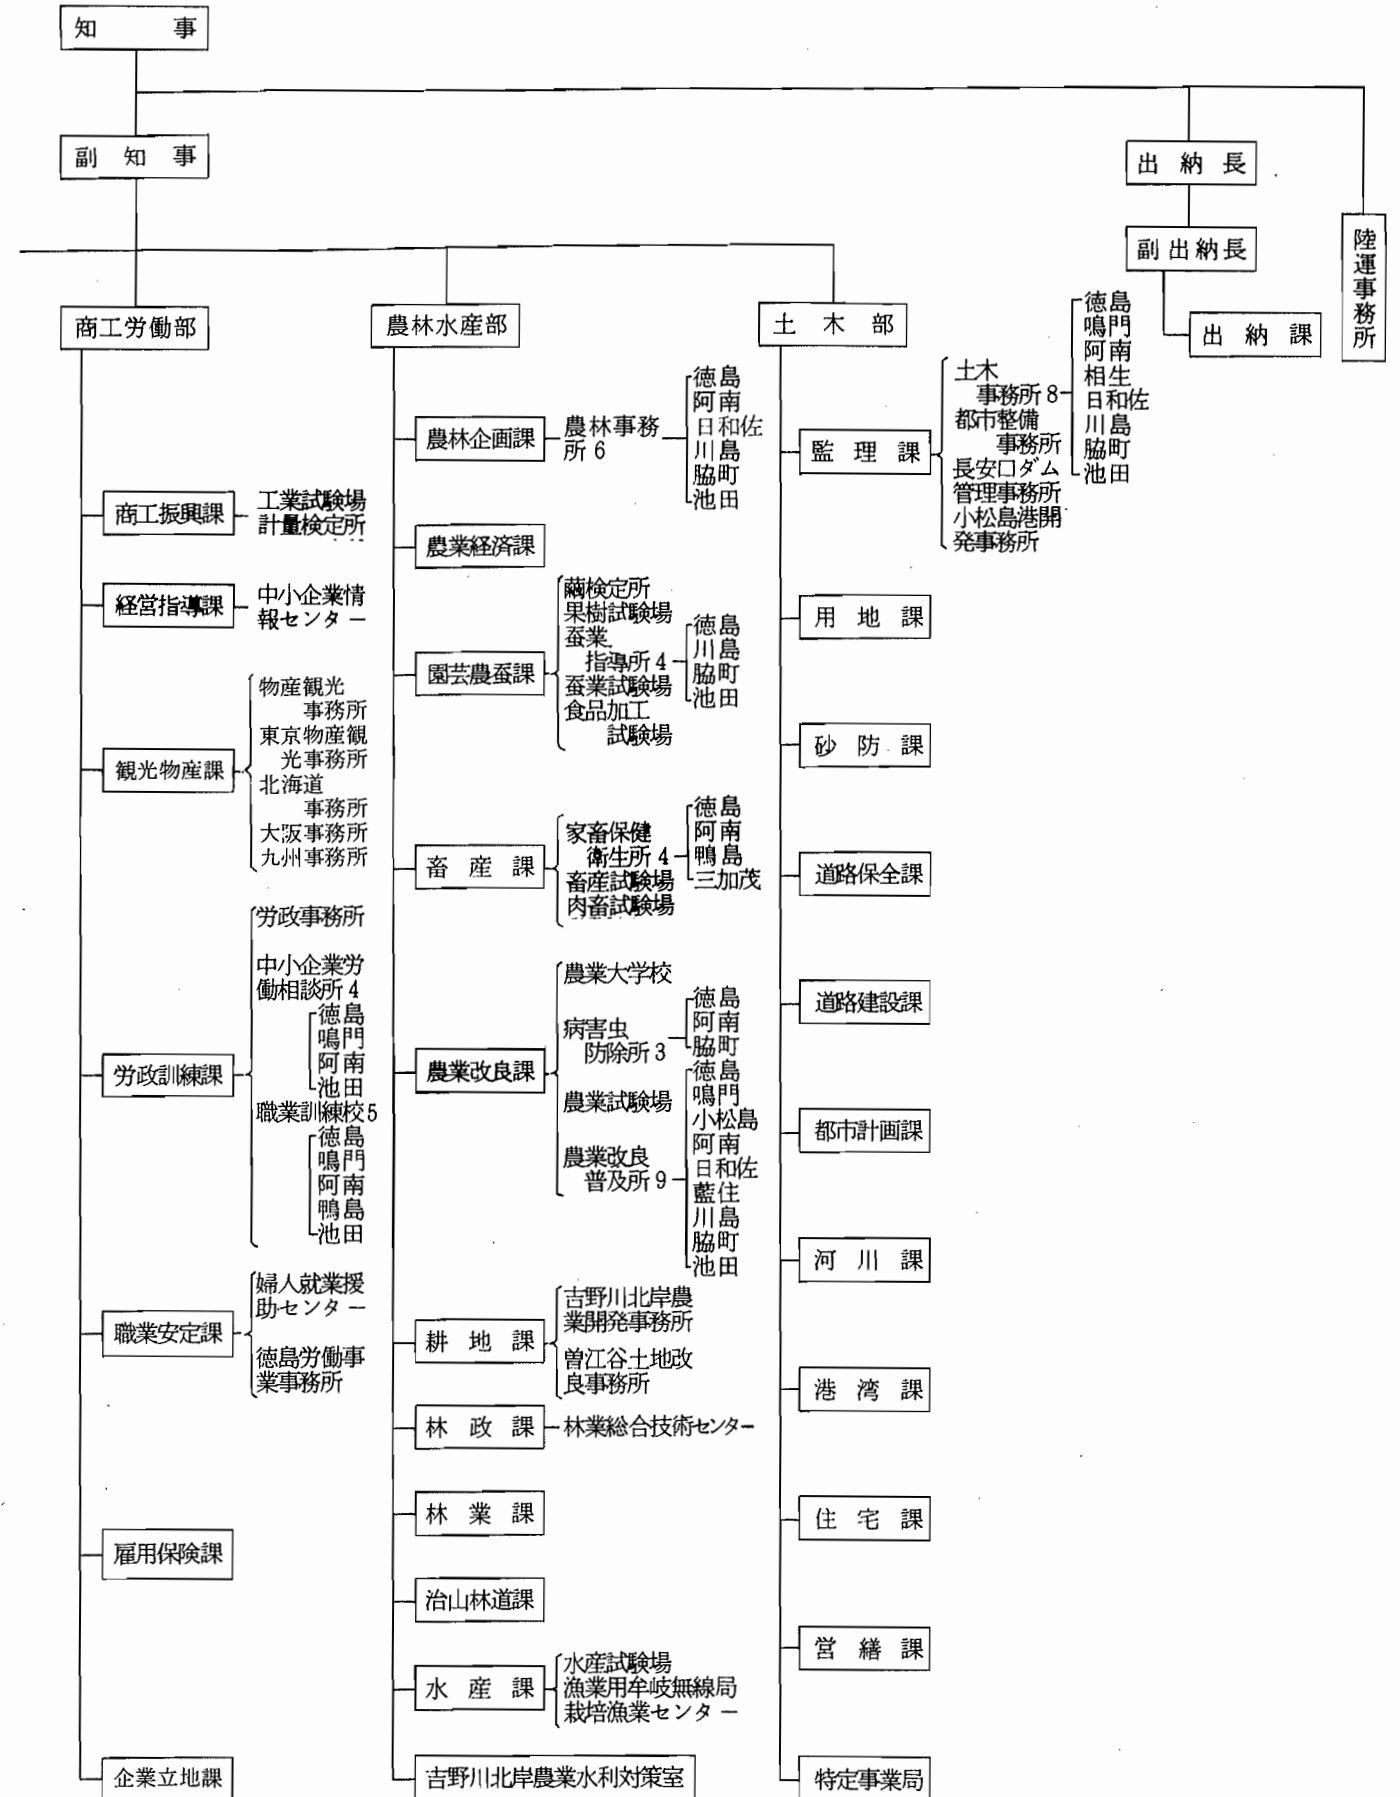 知事
副知事
出納長
副出納長
出納課
陸運事務所
商工労働部
商工振興課
工業試験場
計量検定所
経営指導課
中小企業情
報センター
観光物産課
物産観光
事務所
東京物産観
光事務所
北海道
事務所
大阪事務所
九州事務所
労政訓練課
労政事務所
中小企業労
働相談所4
徳島
鳴門
阿南
池田
職業訓練校5
徳島
鳴門
阿南
鴨島
池田
職業安定課
婦人就業援
助センター
徳島労働事
業事務所
雇用保険課
企業立地課
農林水産部
農林企画課
農林事務
所6
徳島
阿南
日和佐
川島
脇町
池田
農業経済課
園芸農蚕課
繭検定所
果樹試験場
蚕業
指導所4
徳島
川島
脇町
池田
蚕業試験場
食品加工
試験場
畜産課
家畜保健
衛生所4
徳島
阿南
鴨島
三加茂
畜産試験場
肉畜試験場
農業改良課
農業大学校
病害虫
防除所3
徳島
阿南
脇町
農業試験場
農業改良
普及所9
徳島
鳴門
小松島
阿南
日和佐
藍住
川島
脇町
池田
耕地課
吉野川北岸農
業開発事務所
曽江谷土地改
良事務所
林政課
林業総合技術センター
林業課
治山林道課
水産課
水産試験場
漁業用牟岐無線局
栽培漁業センター
吉野川北岸農業水利対策室
土木部
監理課
土木
事務所8
徳島
鳴門
阿南
相生
日和佐
川島
脇町
池田
都市整備
事務所
長安口ダム
管理事務所
小松島港開
発事務所
用地課
砂防課
道路保全課
道路建設課
都市計画課
河川課
港湾課
住宅課
営繕課
特定事業局